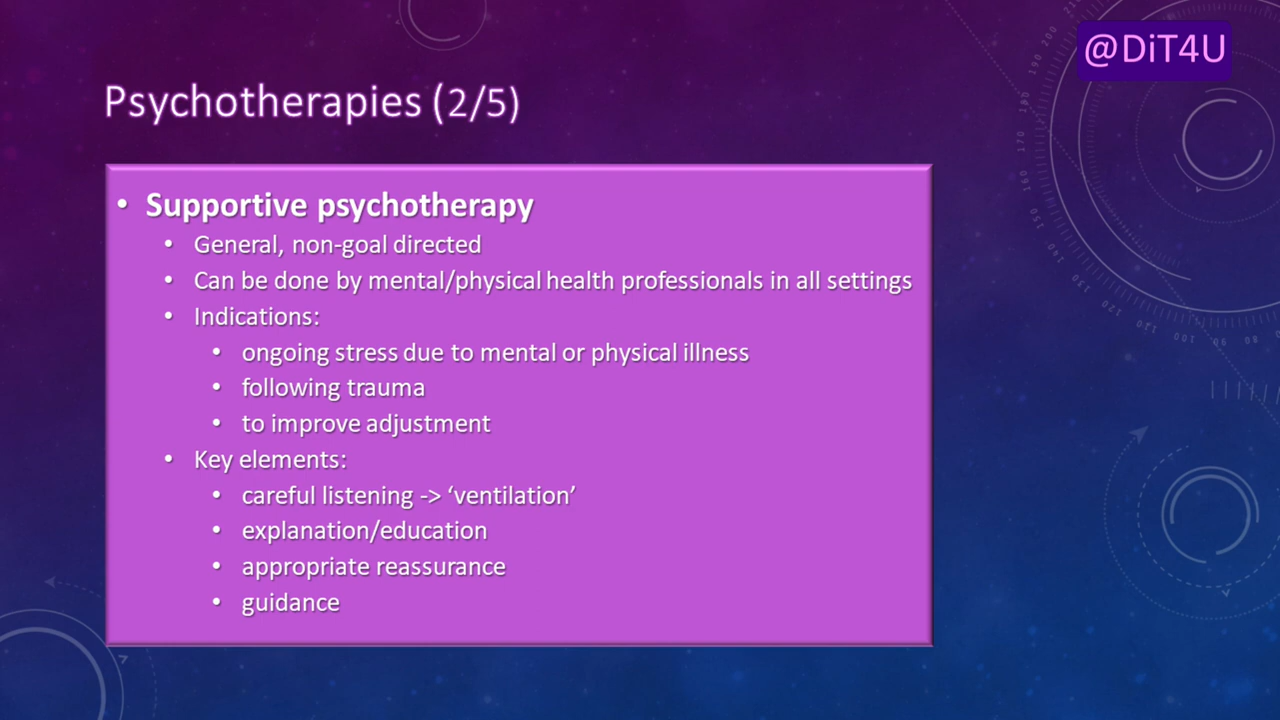 @DiT4U
Psychotherapies (2/5)
• Supportive psychotherapy
• General, non-goal directed
• Can be done by mental/physical health professionals in all settings
• Indications:
• ongoing stress due to mental or physical illness
• following trauma
• to improve adjustment
• Key elements:
• careful listening -> ‘ventilation’
• explanation/education
• appropriate reassurance
• guidance